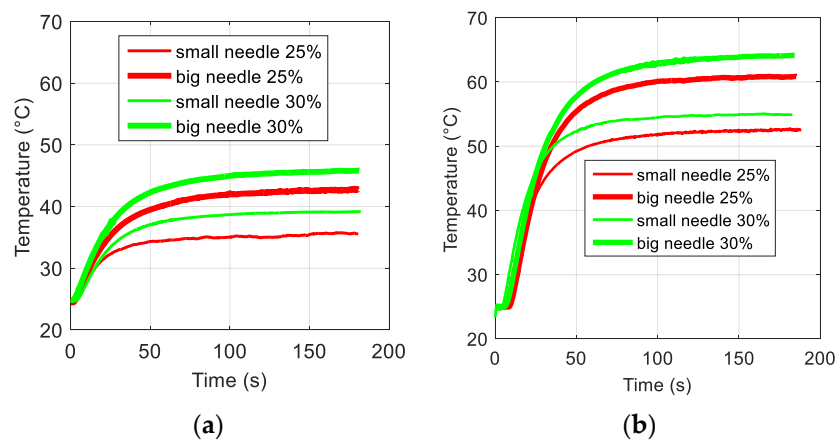 70
60
50
40
30
20
Temperature (°C)
small needle 25%
big needle 25%
small needle 30%
big needle 30%
0 50 100 150 200
Time (s)
(a)
70
60
50
40
30
20
Temperature (°C)
small needle 25%
big needle 25%
small needle 30%
big needle 30%
0 50 100 150 200
Time (s)
(b)